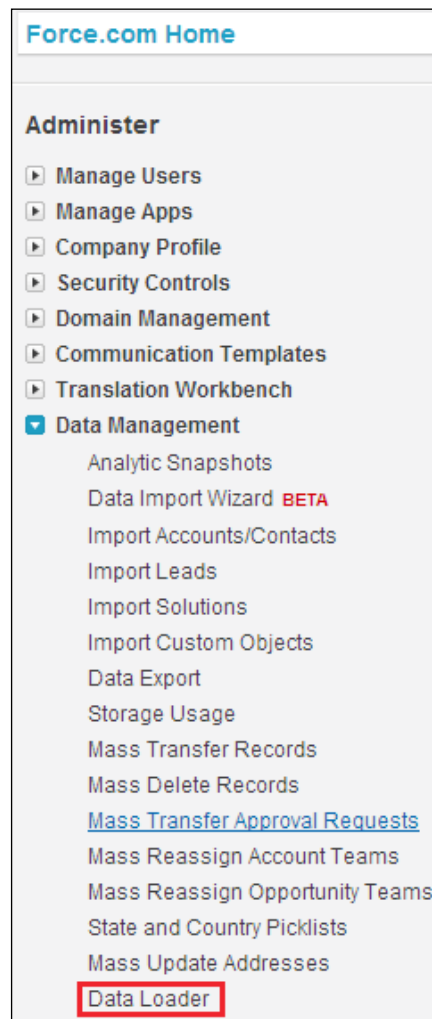 Force.com Home
Administer
Manage Users
Manage Apps
Company Profile
Security Controls
Domain Management
Communication Templates
Translation Workbench
Data Management
Analytic Snapshots
Data Import Wizard BETA
Import Accounts/Contacts
Import Leads
Import Solutions
Import Custom Objects
Data Export
Storage Usage
Mass Transfer Records
Mass Delete Records
Mass Transfer Approval Requests
Mass Reassign Account Teams
Mass Reassign Opportunity Teams
State and Country Picklists
Mass Update Addresses
Data Loader